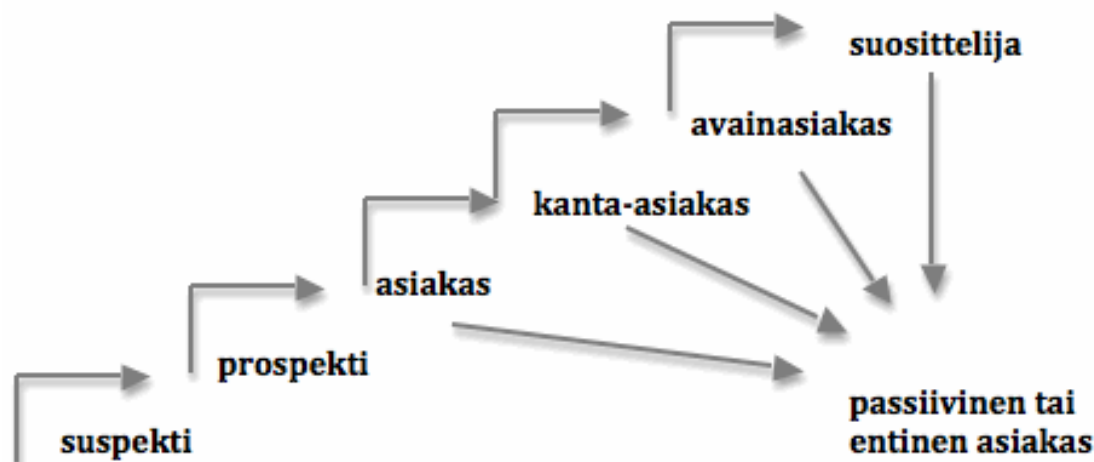 suosittelija
avainasiakas
kanta-asiakas
asiakas
prospekti
suspekti
passiivinen tai
entinen asiakas